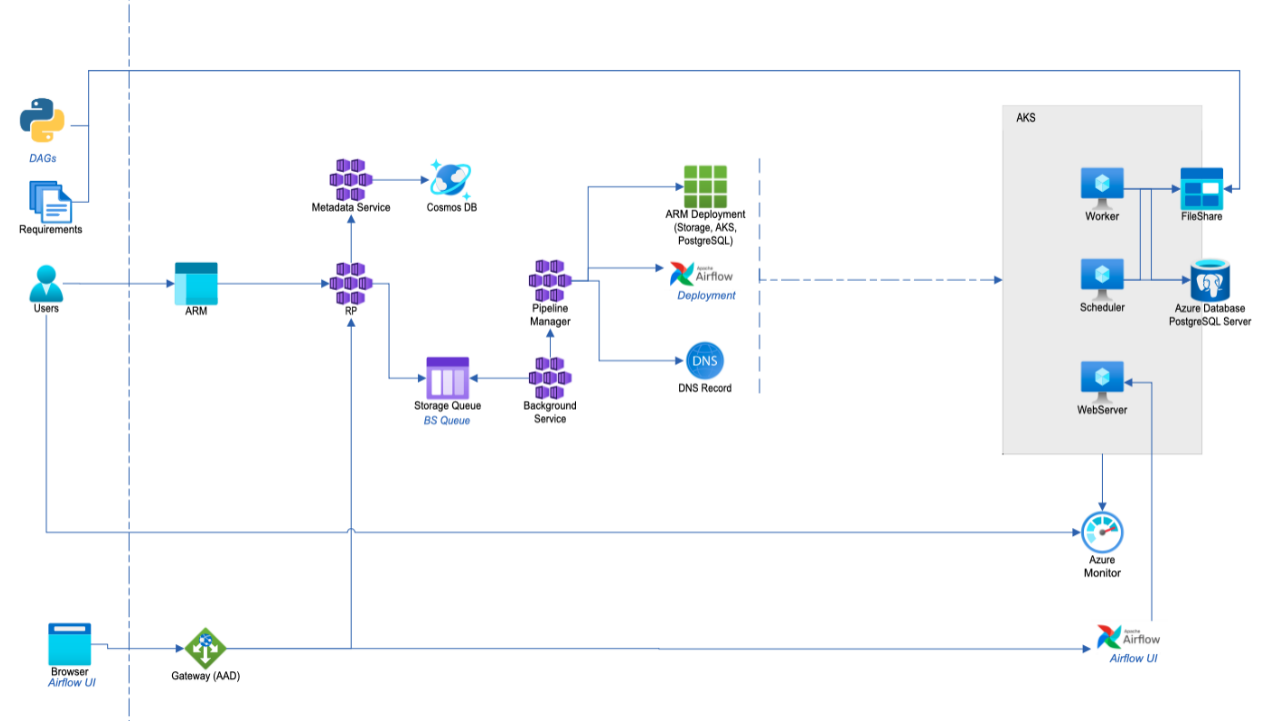 AKS
DAGs
Requirements
Metadata Service
Cosmos DB
ARM Deployment
(Storage, AKS,
PostgreSQL)
Worker
FileShare
Users
ARM
RP
Pipeline
Manager
Apache
Airflow
Deployment
Scheduler
Azure Database
PostgreSQL Server
DNS
DNS Record
Storage Queue
BS Queue
Background
Service
WebServer
Azure
Monitor
Browser
Airflow UI
Gateway (AAD)
Apache
Airflow
Airflow UI